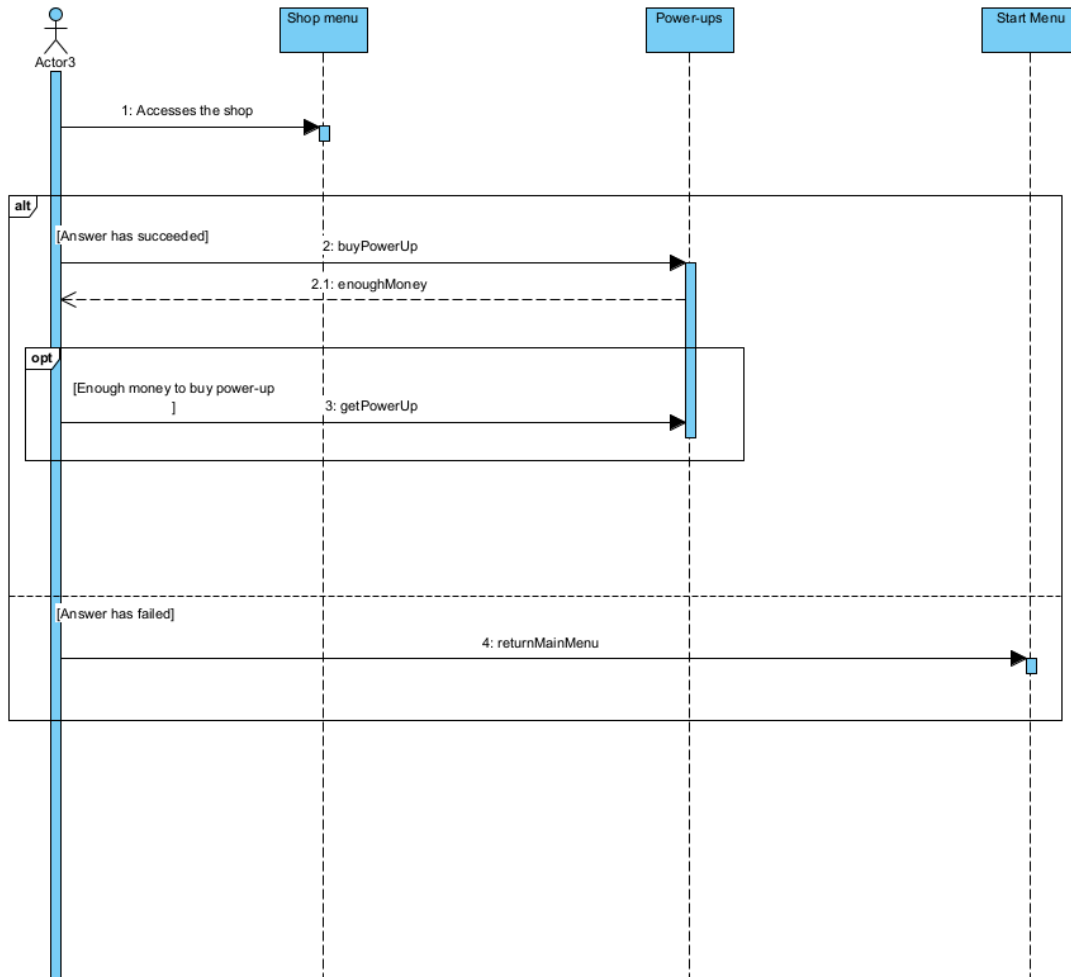 Shop menu
Power-ups
Start Menu
Actor3
1: Accesses the shop
alt
[Answer has succeeded]
2: buyPowerUp
2.1: enoughMoney
opt
[Enough money to buy power-up
]
3: getPowerUp
[Answer has failed]
4: returnMainMenu